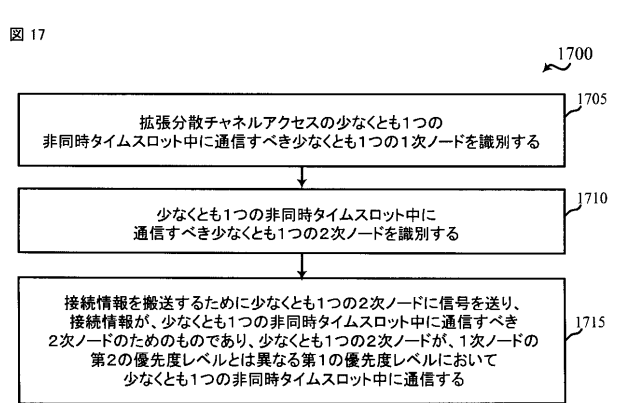 図 17
1700
1705
拡張分散チャネルアクセスの少なくとも1つの
非同時タイムスロット中に通信すべき少なくとも1つの1次ノードを識別する
1710
少なくとも1つの非同時タイムスロット中に
通信すべき少なくとも1つの2次ノードを識別する
接続情報を搬送するために少なくとも1つの2次ノードに信号を送り、
接続情報が、少なくとも1つの非同時タイムスロット中に通信すべき
2次ノードのためのものであり、少なくとも1つの2次ノードが、1次ノードの
第2の優先度レベルとは異なる第1の優先度レベルにおいて
少なくとも1つの非同時タイムスロット中に通信する
1715